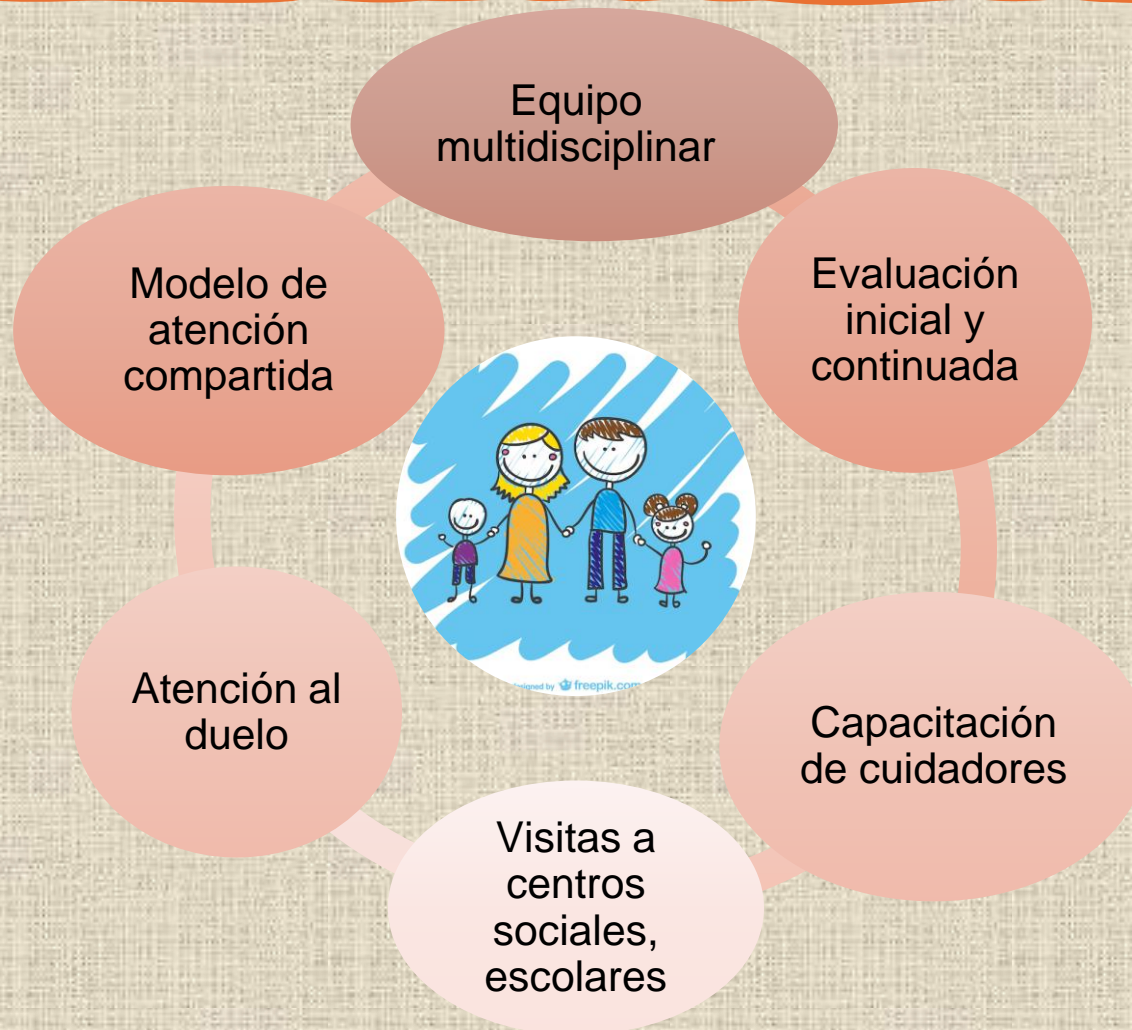 Equipo
multidisciplinar
Evaluación
inicial y
continuada
Capacitación
de cuidadores
Visitas a
centros
sociales,
escolares
Atención al
duelo
Modelo de
atención
compartida
by freepik.com